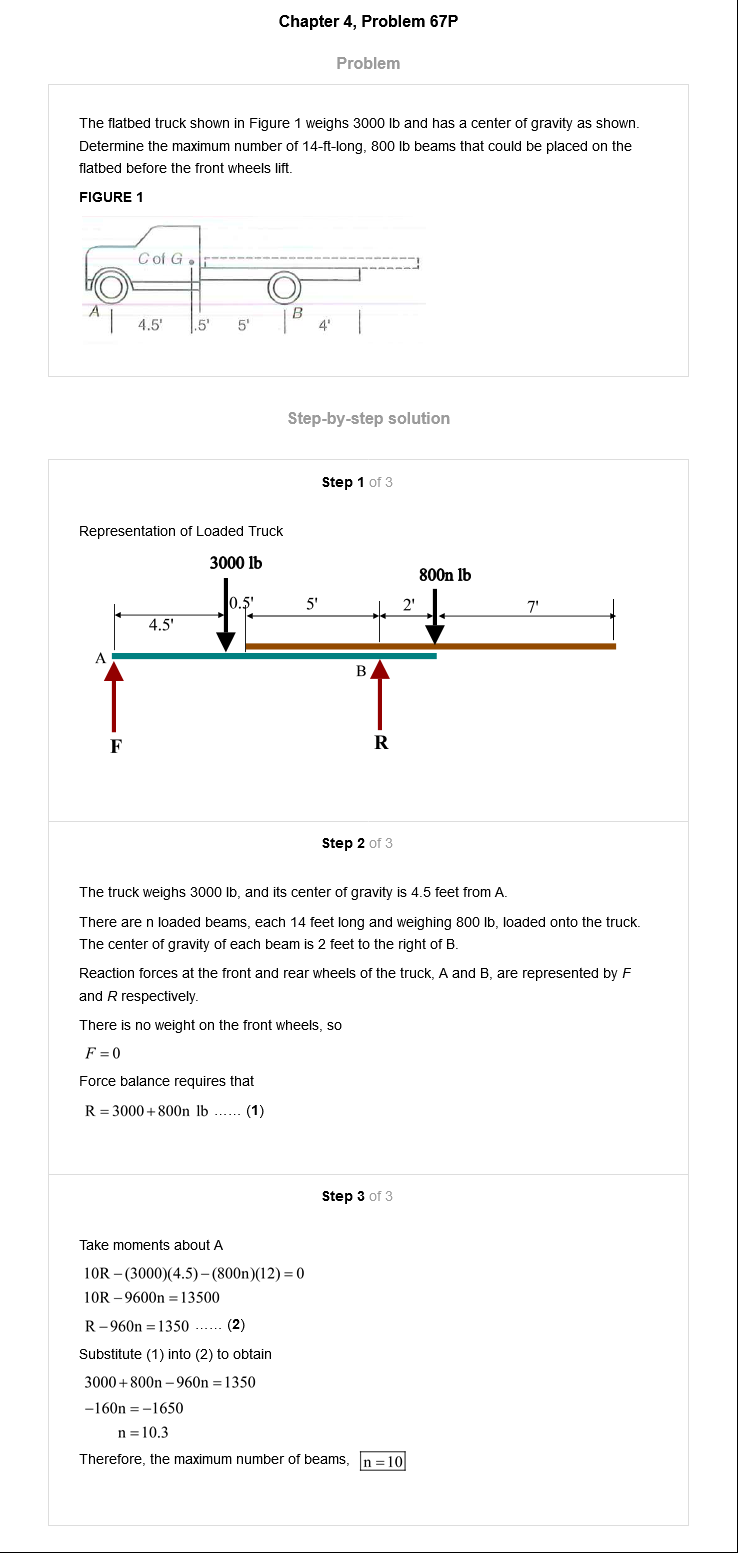 Chapter 4, Problem 67P
Problem
The flatbed truck shown in Figure 1 weighs 3000 lb and has a center of gravity as shown.
Determine the maximum number of 14-ft-long, 800 lb beams that could be placed on the
flatbed before the front wheels lift.
FIGURE 1
C of G
A
B
4.5'
.5'
5'
4'
Step-by-step solution
Step 1 of 3
Representation of Loaded Truck
3000 lb
800n lb
0.5'
5'
2'
7'
4.5'
A
B
F
R
Step 2 of 3
The truck weighs 3000 lb, and its center of gravity is 4.5 feet from A.
There are n loaded beams, each 14 feet long and weighing 800 lb, loaded onto the truck.
The center of gravity of each beam is 2 feet to the right of B.
Reaction forces at the front and rear wheels of the truck, A and B, are represented by F
and R respectively.
There is no weight on the front wheels, so
F = 0
Force balance requires that
R = 3000 + 800n lb ...... (1)
Step 3 of 3
Take moments about A
10R − (3000)(4.5) − (800n)(12) = 0
10R − 9600n = 13500
R − 960n = 1350 ...... (2)
Substitute (1) into (2) to obtain
3000 + 800n − 960n = 1350
−160n = −1650
n = 10.3
Therefore, the maximum number of beams, n = 10